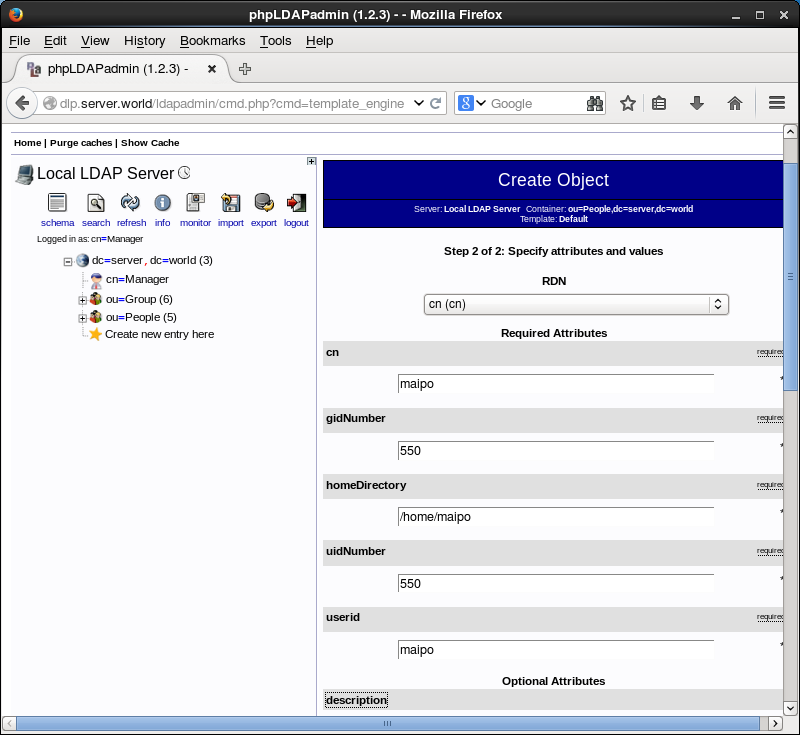 phpLDAPadmin (1.2.3) - - Mozilla Firefox
File Edit View History Bookmarks Tools Help
phpLDAPadmin (1.2.3) -
dlp.server.world/ldapadmin/cmd.php?cmd=template_engine
Google
Home | Purge caches | Show Cache
Local LDAP Server
schema search refresh info monitor import export logout
Logged in as: cn=Manager
dc=server, dc=world (3)
cn=Manager
ou=Group (6)
ou=People (5)
Create new entry here
Create Object
Server: Local LDAP Server Container: ou=People,dc=server,dc=world
Template: Default
Step 2 of 2: Specify attributes and values
RDN
cn (cn)
Required Attributes
cn required
maipo *
gidNumber required
550 *
homeDirectory required
/home/maipo *
uidNumber required
550 *
userid required
maipo *
Optional Attributes
description